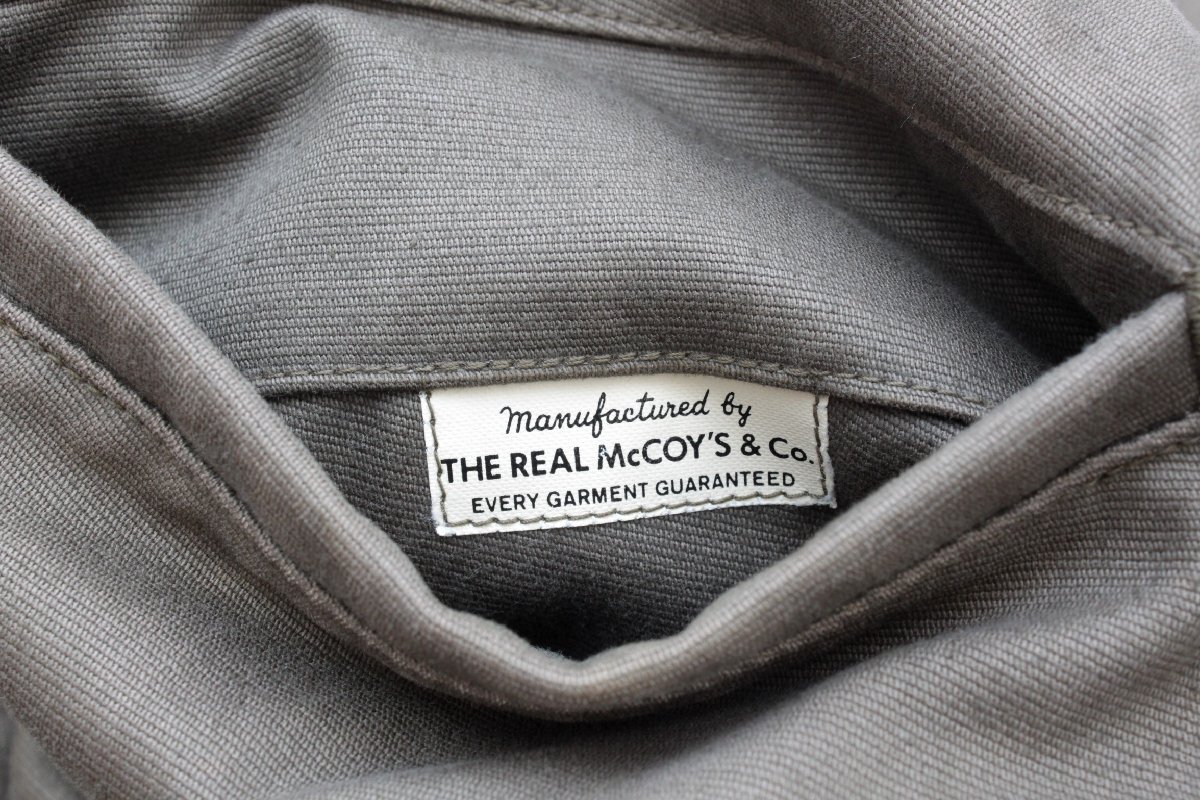 Manufactured by
THE REAL McCOY'S & Co.
EVERY GARMENT GUARANTEED